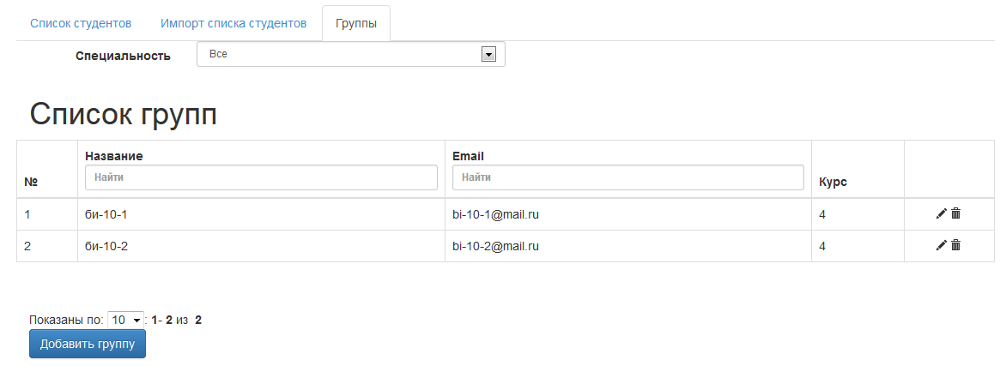 Список студентов Импорт списка студентов Группы
Специальность Все
Список групп
№ Название Email Курс
Найти Найти
1 би-10-1 bi-10-1@mail.ru 4
2 би-10-2 bi-10-2@mail.ru 4
Показаны по: 10 : 1- 2 из 2
Добавить группу